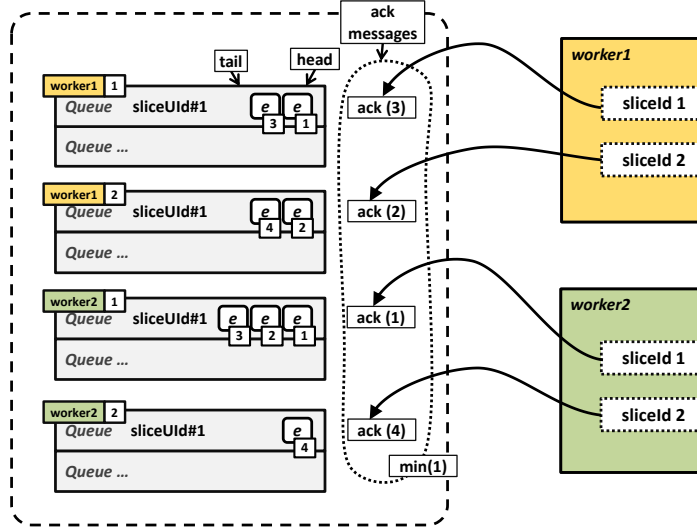 ack
messages
tail
head
worker1 1
Queue sliceUId#1 e e
3 1
Queue ...
ack (3)
worker1 2
Queue sliceUId#1 e e
4 2
Queue ...
ack (2)
worker2 1
Queue sliceUId#1 e e e
3 2 1
Queue ...
ack (1)
worker2 2
Queue sliceUId#1 e
4
Queue ...
ack (4)
min(1)
worker1
sliceId 1
sliceId 2
worker2
sliceId 1
sliceId 2